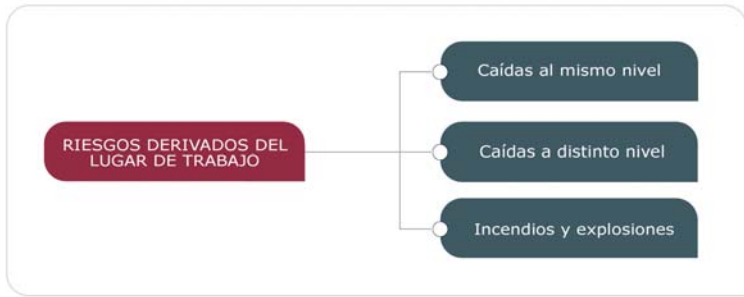 RIESGOS DERIVADOS DEL
LUGAR DE TRABAJO
Caídas al mismo nivel
Caídas a distinto nivel
Incendios y explosiones